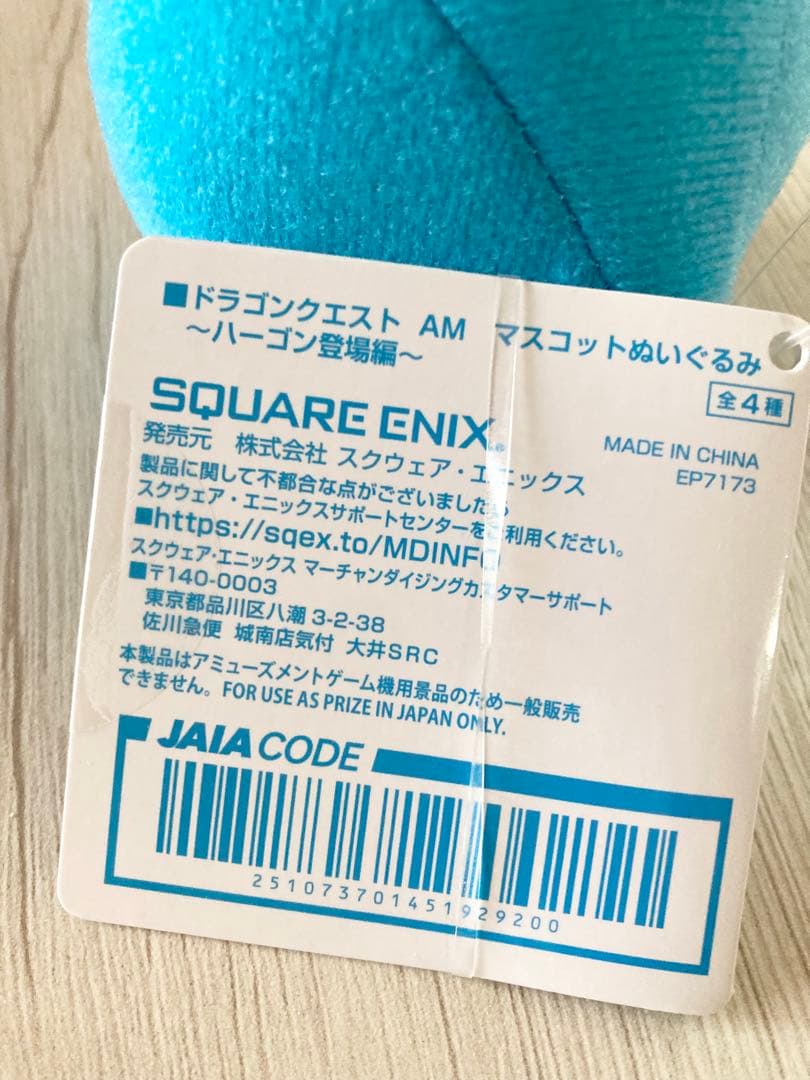 ■ドラゴンクエスト AM マスコットぬいぐるみ
～ハーゴン登場編～
全4種
SQUARE ENIX®
MADE IN CHINA
EP7173
発売元 株式会社 スクウェア・エニックス
製品に関して不都合な点がございましたら
スクウェア・エニックスサポートセンターをご利用ください。
■https://sqex.to/MDINFO
スクウェア・エニックス マーチャンダイジングカスタマーサポート
■〒140-0003
東京都品川区八潮 3-2-38
佐川急便 城南店気付 大井SRC
本製品はアミューズメントゲーム機用景品のため一般販売
できません。FOR USE AS PRIZE IN JAPAN ONLY.
JAIA CODE
251073701451929200